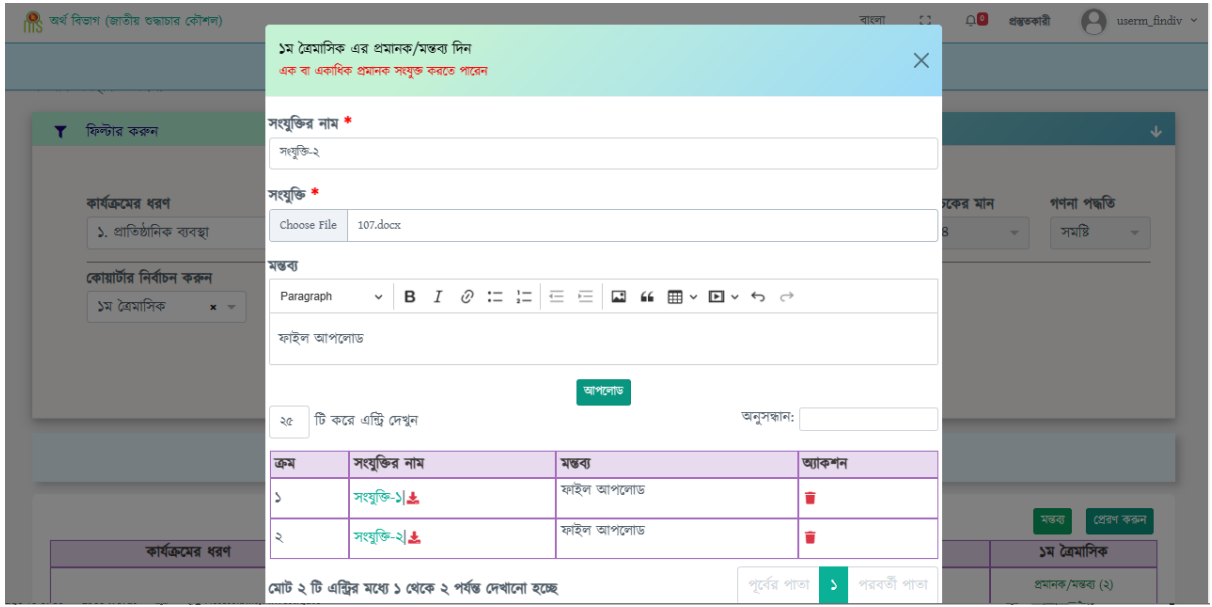 অর্থ বিভাগ (জাতীয় শুদ্ধাচার কৌশল)
বাংলা
প্রস্তুতকারী
userm_findiv
১ম ত্রৈমাসিক এর প্রমানক/মন্তব্য দিন
এক বা একাধিক প্রমানক সংযুক্ত করতে পারেন
ফিল্টার করুন
সংযুক্তির নাম *
সংযুক্তি-২
কার্যক্রমের ধরণ
১. প্রাতিষ্ঠানিক ব্যবস্থা
সংযুক্তি *
Choose File 107.docx
মান
গণনা পদ্ধতি
সমষ্টি
কোয়ার্টার নির্বাচন করুন
১ম ত্রৈমাসিক
মন্তব্য
Paragraph
ফাইল আপলোড
আপলোড
২৫ টি করে এন্ট্রি দেখুন
অনুসন্ধান:
ক্রম সংযুক্তির নাম মন্তব্য অ্যাকশন
১ সংযুক্তি-১| ফাইল আপলোড
২ সংযুক্তি-২| ফাইল আপলোড
মোট ২ টি এন্ট্রির মধ্যে ১ থেকে ২ পর্যন্ত দেখানো হচ্ছে
পূর্বের পাতা ১ পরবর্তী পাতা
মন্তব্য প্রেরণ করুন
কার্যক্রমের ধরণ
১ম ত্রৈমাসিক
প্রমানক/মন্তব্য (২)